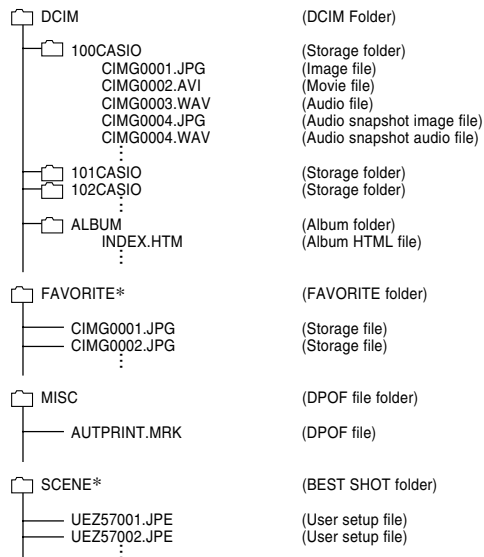 DCIM (DCIM Folder)
100CASIO (Storage folder)
CIMG0001.JPG (Image file)
CIMG0002.AVI (Movie file)
CIMG0003.WAV (Audio file)
CIMG0004.JPG (Audio snapshot image file)
CIMG0004.WAV (Audio snapshot audio file)
101CASIO (Storage folder)
102CASIO (Storage folder)
ALBUM (Album folder)
INDEX.HTM (Album HTML file)
FAVORITE* (FAVORITE folder)
CIMG0001.JPG (Storage file)
CIMG0002.JPG (Storage file)
MISC (DPOF file folder)
AUTPRINT.MRK (DPOF file)
SCENE* (BEST SHOT folder)
UEZ57001.JPE (User setup file)
UEZ57002.JPE (User setup file)